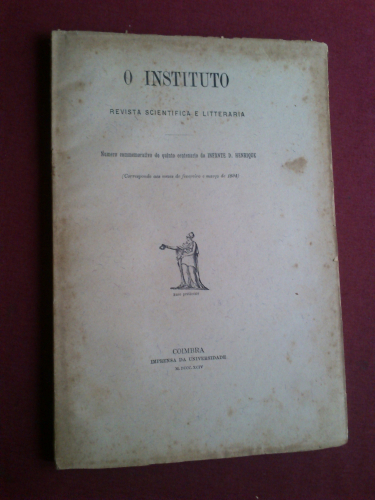 O INSTITUTO
REVISTA SCIENTIFICA E LITTERARIA
Numero commemorativo do quinto centenario do INFANTE D. HENRIQUE
(Corresponde aos mezes de fevereiro e março de 1894)
COIMBRA
IMPRENSA DA UNIVERSIDADE
M.DCCC.XCIV